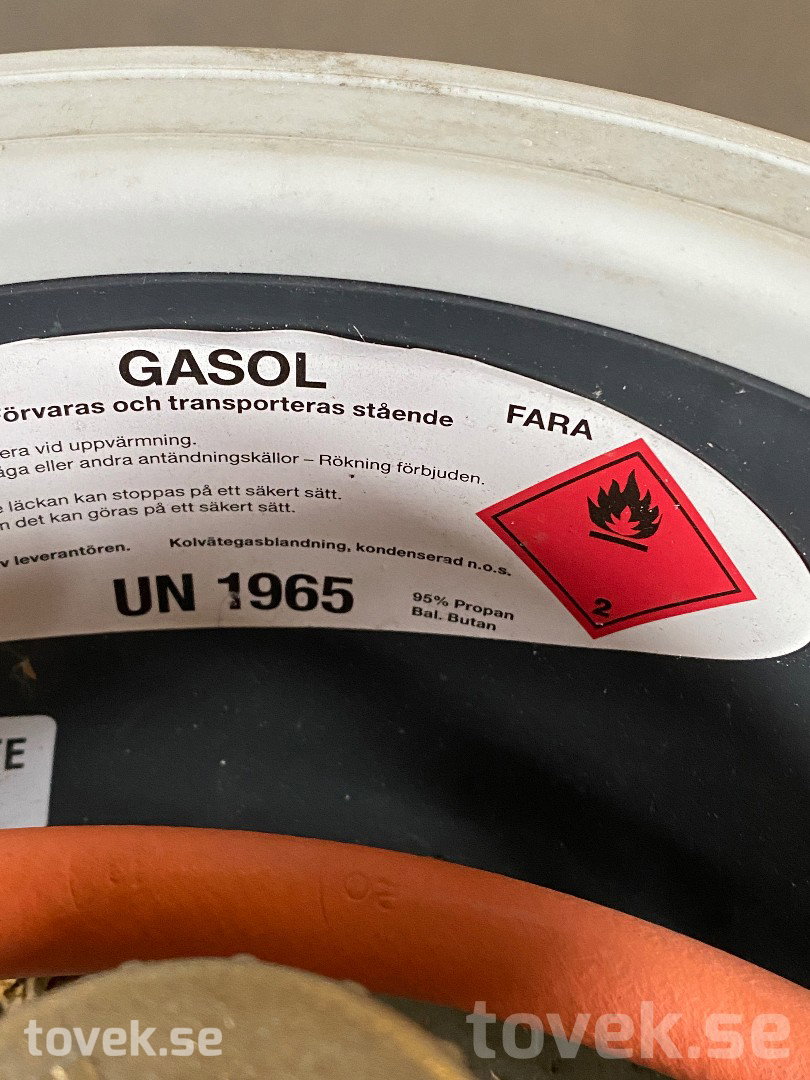 GASOL
örvaras och transporteras stående
FARA
era vid uppvärmning.
åga eller andra antändningskällor – Rökning förbjuden.
läckan kan stoppas på ett säkert sätt.
n det kan göras på ett säkert sätt.
v leverantören.
Kolvätegasblandning, kondenserad n.o.s.
UN 1965
95% Propan
Bal. Butan
2
TE
tovek.se
tovek.se